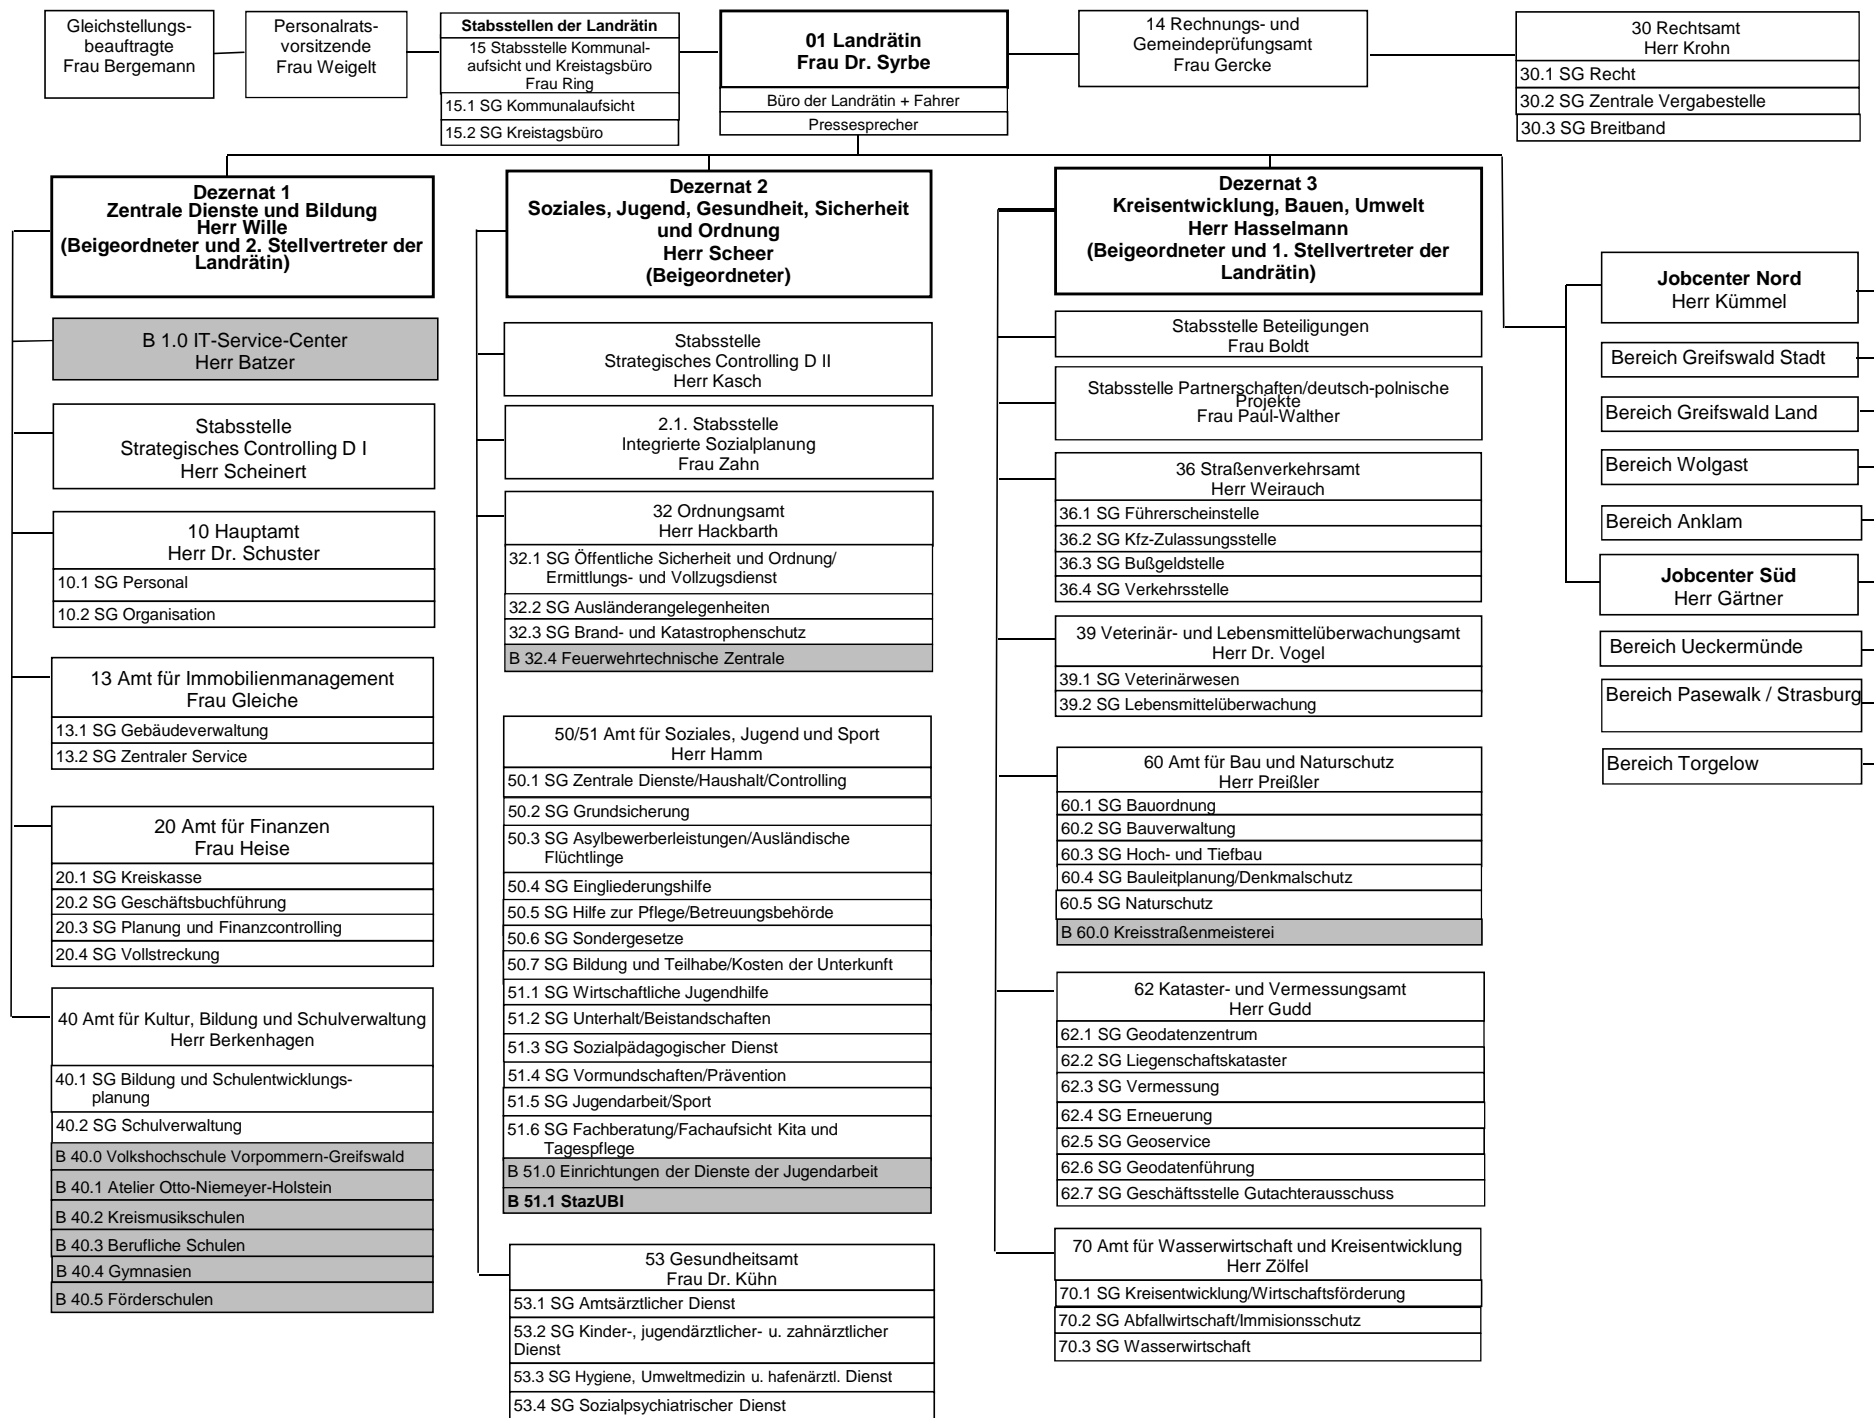 Gleichstellungs-
beauftragte
Frau Bergemann
Personalrats-
vorsitzende
Frau Weigelt
Stabsstellen der Landrätin
15 Stabsstelle Kommunal-
aufsicht und Kreistagsbüro
Frau Ring
15.1 SG Kommunalaufsicht
15.2 SG Kreistagsbüro
01 Landrätin
Frau Dr. Syrbe
Büro der Landrätin + Fahrer
Pressesprecher
14 Rechnungs- und
Gemeindeprüfungsamt
Frau Gercke
30 Rechtsamt
Herr Krohn
30.1 SG Recht
30.2 SG Zentrale Vergabestelle
30.3 SG Breitband
Dezernat 1
Zentrale Dienste und Bildung
Herr Wille
(Beigeordneter und 2. Stellvertreter der
Landrätin)
B 1.0 IT-Service-Center
Herr Batzer
Stabsstelle
Strategisches Controlling D I
Herr Scheinert
10 Hauptamt
Herr Dr. Schuster
10.1 SG Personal
10.2 SG Organisation
13 Amt für Immobilienmanagement
Frau Gleiche
13.1 SG Gebäudeverwaltung
13.2 SG Zentraler Service
20 Amt für Finanzen
Frau Heise
20.1 SG Kreiskasse
20.2 SG Geschäftsbuchführung
20.3 SG Planung und Finanzcontrolling
20.4 SG Vollstreckung
40 Amt für Kultur, Bildung und Schulverwaltung
Herr Berkenhagen
40.1 SG Bildung und Schulentwicklungs-
planung
40.2 SG Schulverwaltung
B 40.0 Volkshochschule Vorpommern-Greifswald
B 40.1 Atelier Otto-Niemeyer-Holstein
B 40.2 Kreismusikschulen
B 40.3 Berufliche Schulen
B 40.4 Gymnasien
B 40.5 Förderschulen
Dezernat 2
Soziales, Jugend, Gesundheit, Sicherheit
und Ordnung
Herr Scheer
(Beigeordneter)
Stabsstelle
Strategisches Controlling D II
Herr Kasch
2.1. Stabsstelle
Integrierte Sozialplanung
Frau Zahn
32 Ordnungsamt
Herr Hackbarth
32.1 SG Öffentliche Sicherheit und Ordnung/
Ermittlungs- und Vollzugsdienst
32.2 SG Ausländerangelegenheiten
32.3 SG Brand- und Katastrophenschutz
B 32.4 Feuerwehrtechnische Zentrale
50/51 Amt für Soziales, Jugend und Sport
Herr Hamm
50.1 SG Zentrale Dienste/Haushalt/Controlling
50.2 SG Grundsicherung
50.3 SG Asylbewerberleistungen/Ausländische
Flüchtlinge
50.4 SG Eingliederungshilfe
50.5 SG Hilfe zur Pflege/Betreuungsbehörde
50.6 SG Sondergesetze
50.7 SG Bildung und Teilhabe/Kosten der Unterkunft
51.1 SG Wirtschaftliche Jugendhilfe
51.2 SG Unterhalt/Beistandschaften
51.3 SG Sozialpädagogischer Dienst
51.4 SG Vormundschaften/Prävention
51.5 SG Jugendarbeit/Sport
51.6 SG Fachberatung/Fachaufsicht Kita und
Tagespflege
B 51.0 Einrichtungen der Dienste der Jugendarbeit
B 51.1 StazUBI
53 Gesundheitsamt
Frau Dr. Kühn
53.1 SG Amtsärztlicher Dienst
53.2 SG Kinder-, jugendärztlicher- u. zahnärztlicher
Dienst
53.3 SG Hygiene, Umweltmedizin u. hafenärztl. Dienst
53.4 SG Sozialpsychiatrischer Dienst
Dezernat 3
Kreisentwicklung, Bauen, Umwelt
Herr Hasselmann
(Beigeordneter und 1. Stellvertreter der
Landrätin)
Stabsstelle Beteiligungen
Frau Boldt
Stabsstelle Partnerschaften/deutsch-polnische
Projekte
Frau Paul-Walther
36 Straßenverkehrsamt
Herr Weirauch
36.1 SG Führerscheinstelle
36.2 SG Kfz-Zulassungsstelle
36.3 SG Bußgeldstelle
36.4 SG Verkehrsstelle
39 Veterinär- und Lebensmittelüberwachungsamt
Herr Dr. Vogel
39.1 SG Veterinärwesen
39.2 SG Lebensmittelüberwachung
60 Amt für Bau und Naturschutz
Herr Preißler
60.1 SG Bauordnung
60.2 SG Bauverwaltung
60.3 SG Hoch- und Tiefbau
60.4 SG Bauleitplanung/Denkmalschutz
60.5 SG Naturschutz
B 60.0 Kreisstraßenmeisterei
62 Kataster- und Vermessungsamt
Herr Gudd
62.1 SG Geodatenzentrum
62.2 SG Liegenschaftskataster
62.3 SG Vermessung
62.4 SG Erneuerung
62.5 SG Geoservice
62.6 SG Geodatenführung
62.7 SG Geschäftsstelle Gutachterausschuss
70 Amt für Wasserwirtschaft und Kreisentwicklung
Herr Zölfel
70.1 SG Kreisentwicklung/Wirtschaftsförderung
70.2 SG Abfallwirtschaft/Immisionsschutz
70.3 SG Wasserwirtschaft
Jobcenter Nord
Herr Kümmel
Bereich Greifswald Stadt
Bereich Greifswald Land
Bereich Wolgast
Bereich Anklam
Jobcenter Süd
Herr Gärtner
Bereich Ueckermünde
Bereich Pasewalk / Strasburg
Bereich Torgelow